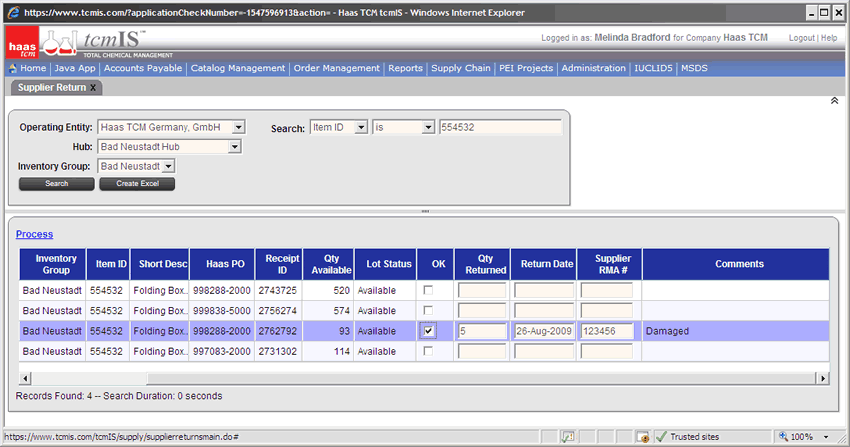 https://www.tcmis.com/?applicationCheckNumber=-1547596913&action= - Haas TCM tcmIS - Windows Internet Explorer
haas tcm
tcmIS™
TOTAL CHEMICAL MANAGEMENT
Logged in as: Melinda Bradford for Company Haas TCM Logout | Help
Home | Java App | Accounts Payable | Catalog Management | Order Management | Reports | Supply Chain | PEI Projects | Administration | IUCLID5 | MSDS
Supplier Return X
Operating Entity: Haas TCM Germany, GmbH Search: Item ID is 554532
Hub: Bad Neustadt Hub
Inventory Group: Bad Neustadt
Search Create Excel
Process
Inventory Group Item ID Short Desc Haas PO Receipt ID Qty Available Lot Status OK Qty Returned Return Date Supplier RMA # Comments
Bad Neustadt 554532 Folding Box.. 998288-2000 2743725 520 Available
Bad Neustadt 554532 Folding Box.. 999838-5000 2756274 574 Available
Bad Neustadt 554532 Folding Box.. 998288-2000 2762792 93 Available 5 26-Aug-2009 123456 Damaged
Bad Neustadt 554532 Folding Box.. 997083-2000 2731302 114 Available
Records Found: 4 -- Search Duration: 0 seconds
https://www.tcmis.com/tcmIS/supply/supplierreturnsmain.do# Trusted sites 100%